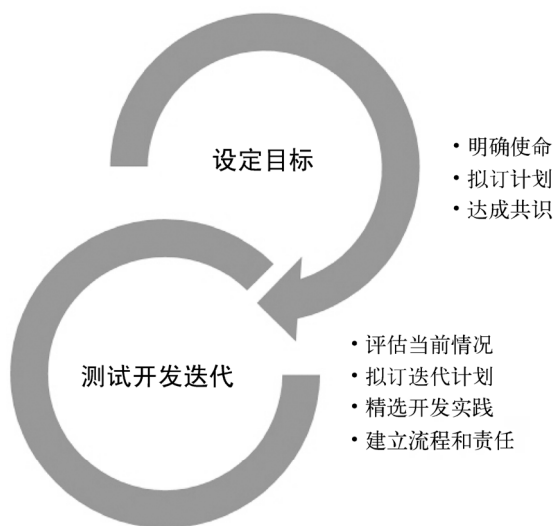 设定目标
• 明确使命
• 拟订计划
• 达成共识
测试开发迭代
• 评估当前情况
• 拟订迭代计划
• 精选开发实践
• 建立流程和责任